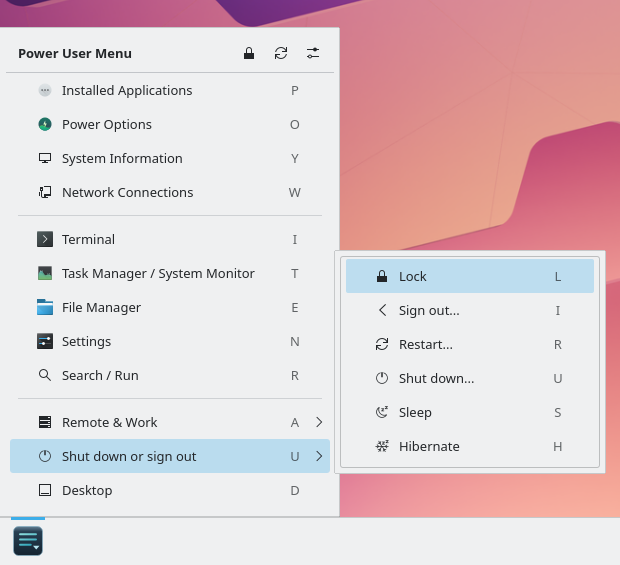 Power User Menu
Installed Applications P
Power Options O
System Information Y
Network Connections W
Terminal I
Task Manager / System Monitor T
File Manager E
Settings N
Search / Run R
Remote & Work A
Shut down or sign out U
Desktop D
Lock L
Sign out... I
Restart... R
Shut down... U
Sleep S
Hibernate H